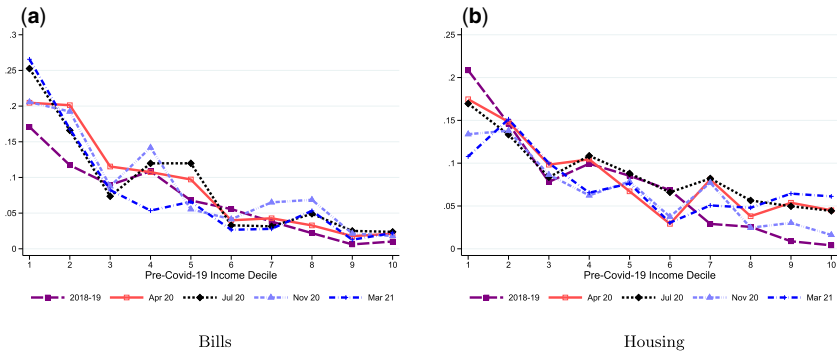 (a)
.3
.25
.2
.15
.1
.05
0
1 2 3 4 5 6 7 8 9 10
Pre-Covid-19 Income Decile
2018-19 Apr 20 Jul 20 Nov 20 Mar 21
Bills
(b)
.25
.2
.15
.1
.05
0
1 2 3 4 5 6 7 8 9 10
Pre-Covid-19 Income Decile
2018-19 Apr 20 Jul 20 Nov 20 Mar 21
Housing